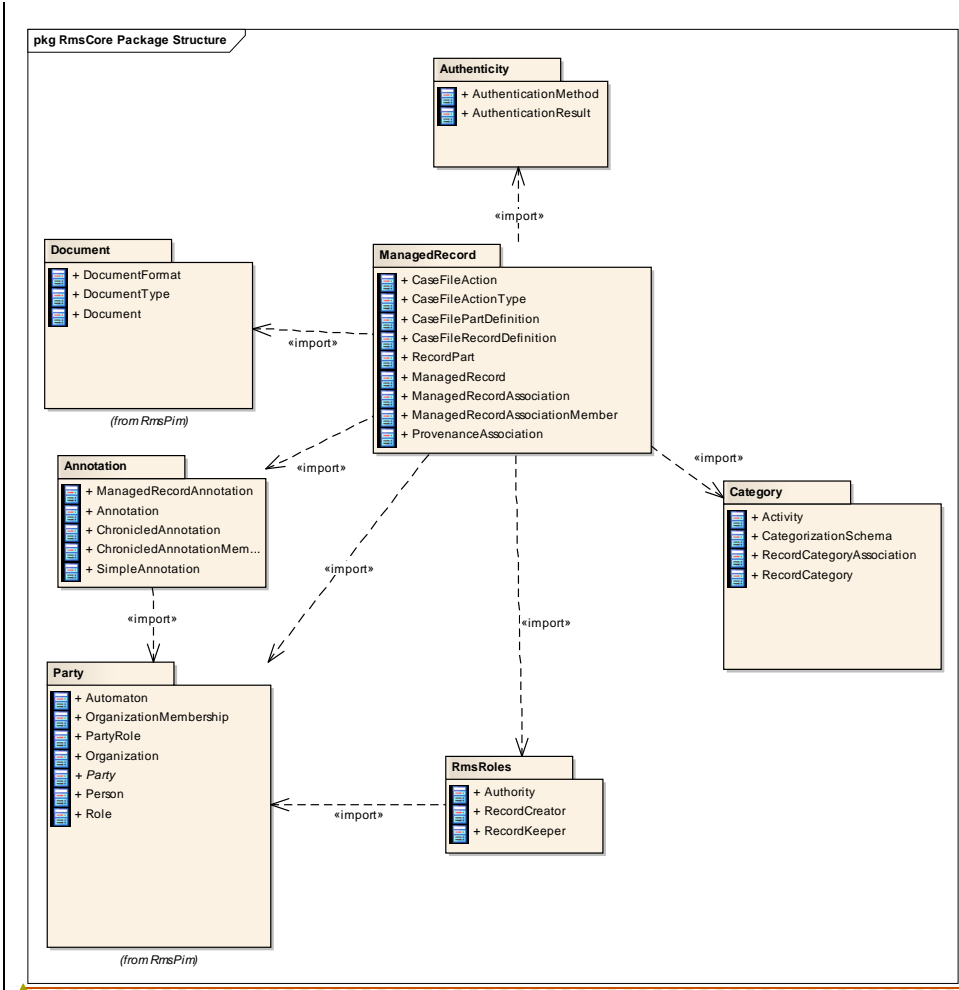 pkg RmsCore Package Structure
Authenticity
+ AuthenticationMethod
+ AuthenticationResult
«import»
Document
+ DocumentFormat
+ DocumentType
+ Document
(from RmsPim)
«import»
ManagedRecord
+ CaseFileAction
+ CaseFileActionType
+ CaseFilePartDefinition
+ CaseFileRecordDefinition
+ RecordPart
+ ManagedRecord
+ ManagedRecordAssociation
+ ManagedRecordAssociationMember
+ ProvenanceAssociation
«import»
«import»
Annotation
+ ManagedRecordAnnotation
+ Annotation
+ ChronicledAnnotation
+ ChronicledAnnotationMem...
+ SimpleAnnotation
Category
+ Activity
+ CategorizationSchema
+ RecordCategoryAssociation
+ RecordCategory
«import»
«import»
«import»
Party
+ Automaton
+ OrganizationMembership
+ PartyRole
+ Organization
+ Party
+ Person
+ Role
(from RmsPim)
RmsRoles
+ Authority
+ RecordCreator
+ RecordKeeper
«import»